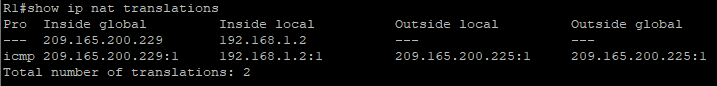 R1#show ip nat translations
Pro  Inside global         Inside local          Outside local         Outside global
---  209.165.200.229       192.168.1.2           ---                   ---
icmp 209.165.200.229:1     192.168.1.2:1         209.165.200.225:1     209.165.200.225:1
Total number of translations: 2